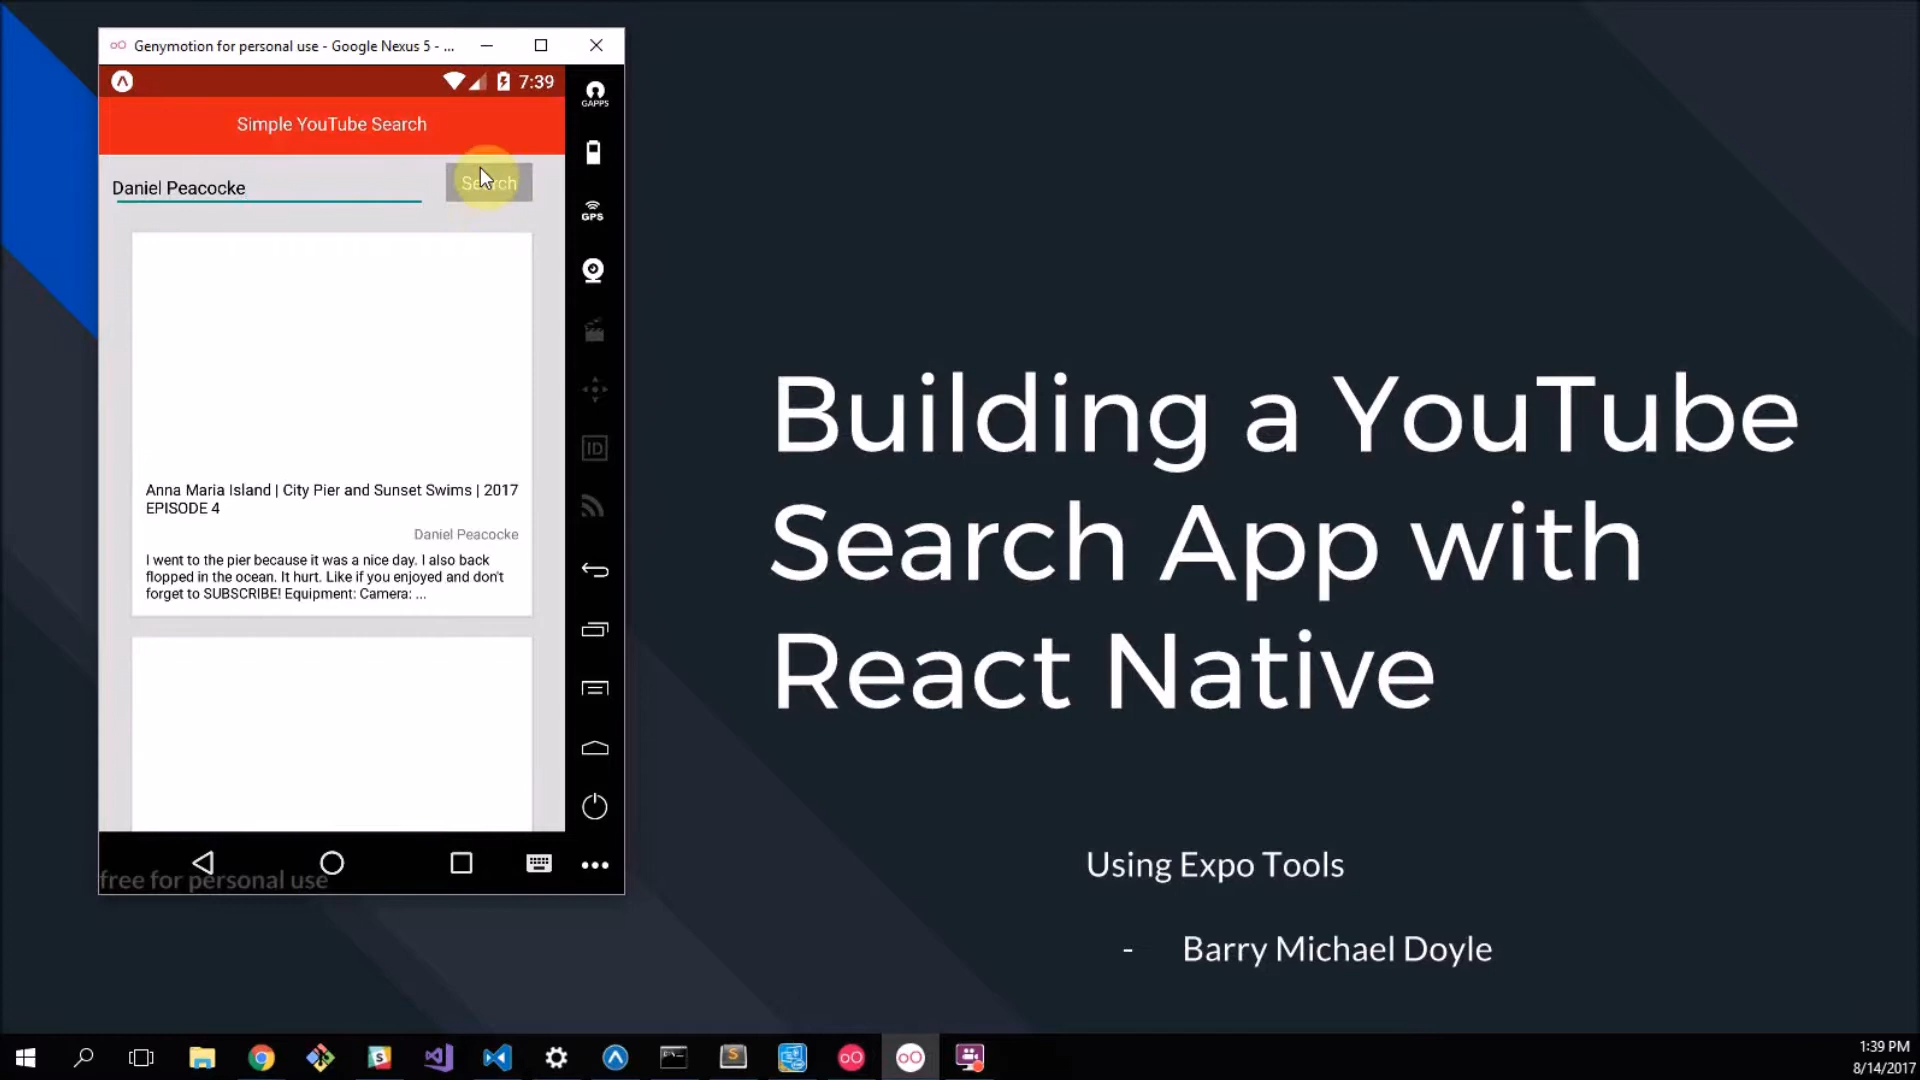 Genymotion for personal use - Google Nexus 5 - ...
7:39
GAPPS
Simple YouTube Search
Daniel Peacocke
Search
GPS
ID
Anna Maria Island | City Pier and Sunset Swims | 2017
EPISODE 4
Daniel Peacocke
I went to the pier because it was a nice day. I also back
flopped in the ocean. It hurt. Like if you enjoyed and don't
forget to SUBSCRIBE! Equipment: Camera: ...
free for personal use
Building a YouTube
Search App with
React Native
Using Expo Tools
- Barry Michael Doyle
1:39 PM
8/14/2017